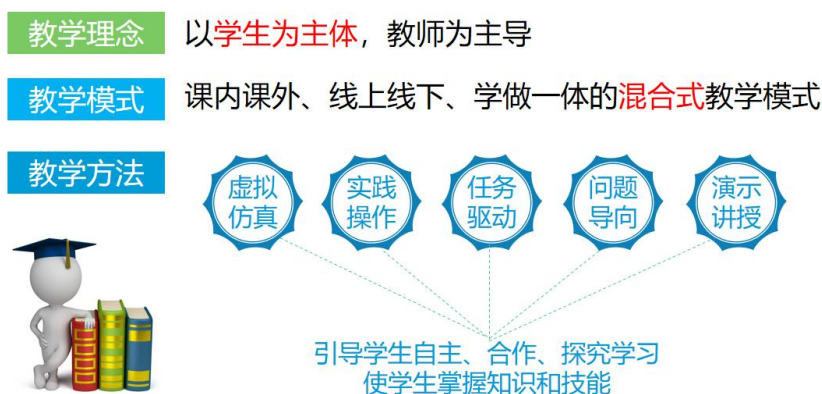 教学理念 以学生为主体，教师为主导
教学模式 课内课外、线上线下、学做一体的混合式教学模式
教学方法
虚拟 实践 任务 问题 演示
仿真 操作 驱动 导向 讲授
引导学生自主、合作、探究学习
使学生掌握知识和技能